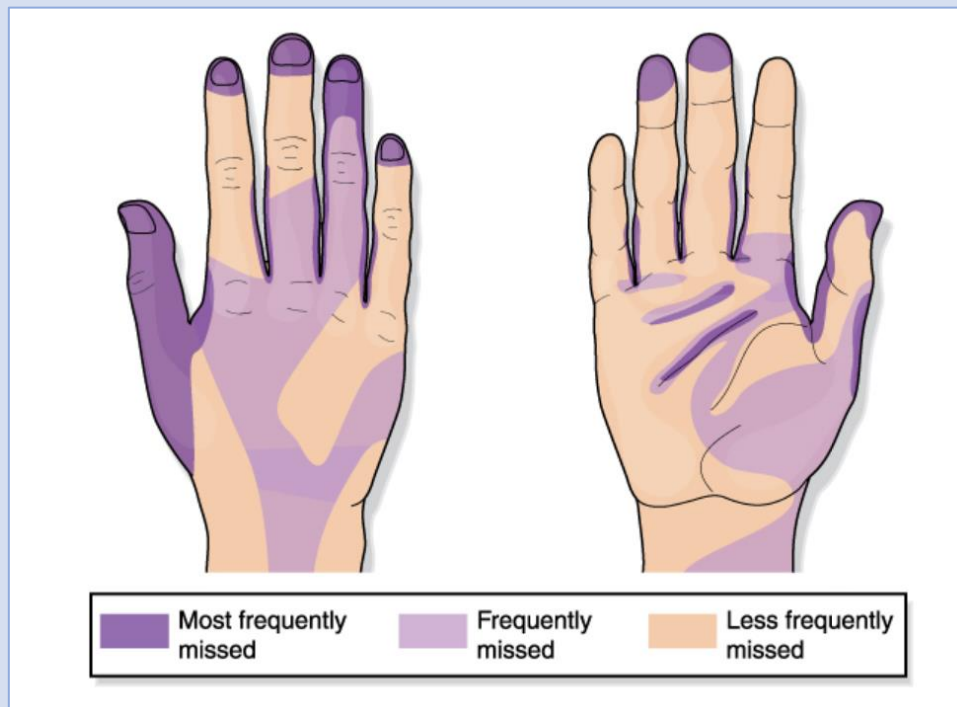 Most frequently
missed
Frequently
missed
Less frequently
missed